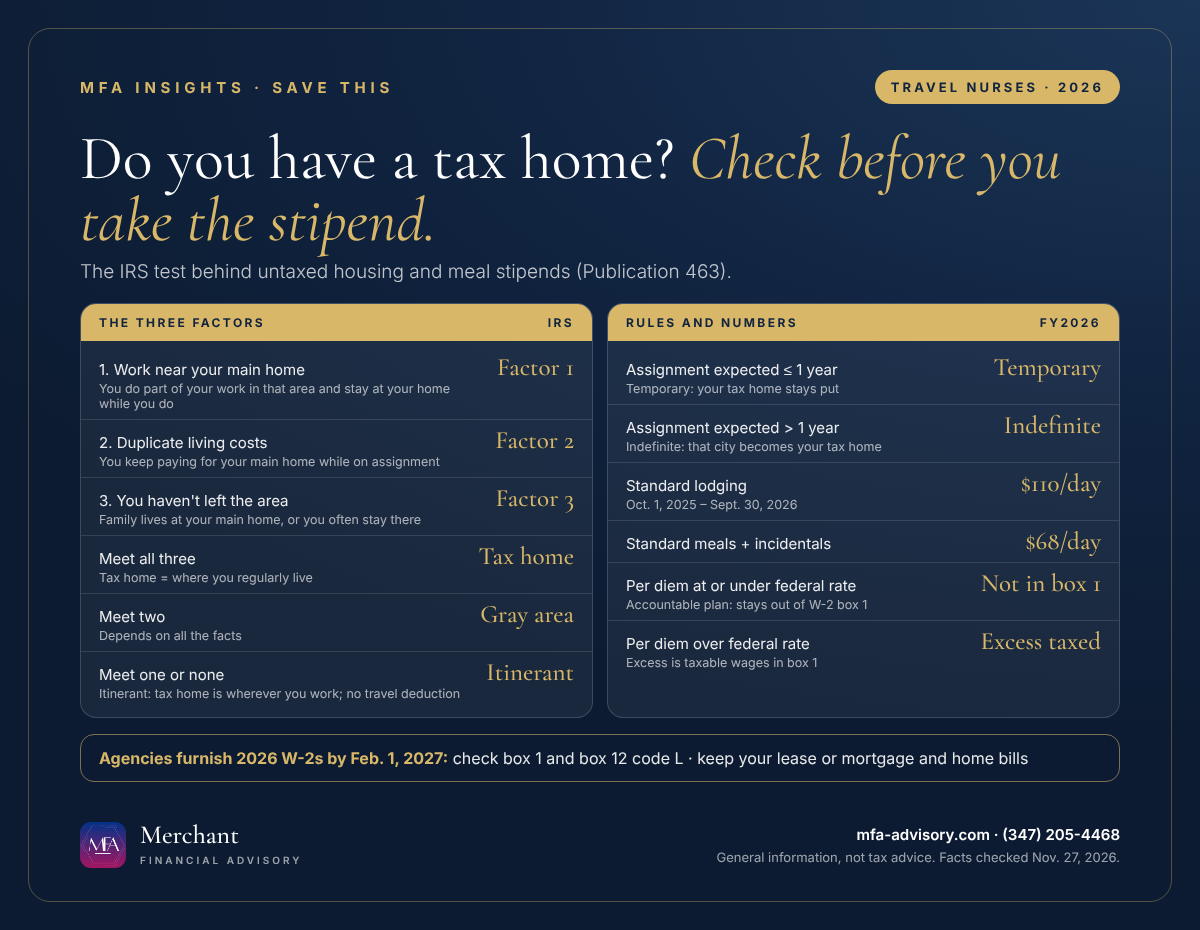 MFA INSIGHTS · SAVE THIS
TRAVEL NURSES · 2026
Do you have a tax home? Check before you
take the stipend.
The IRS test behind untaxed housing and meal stipends (Publication 463).
THE THREE FACTORS IRS
1. Work near your main home Factor 1
You do part of your work in that area and stay at your home
while you do
2. Duplicate living costs Factor 2
You keep paying for your main home while on assignment
3. You haven't left the area Factor 3
Family lives at your main home, or you often stay there
Meet all three Tax home
Tax home = where you regularly live
Meet two Gray area
Depends on all the facts
Meet one or none Itinerant
Itinerant: tax home is wherever you work; no travel deduction
RULES AND NUMBERS FY2026
Assignment expected ≤ 1 year Temporary
Temporary: your tax home stays put
Assignment expected > 1 year Indefinite
Indefinite: that city becomes your tax home
Standard lodging $110/day
Oct. 1, 2025 – Sept. 30, 2026
Standard meals + incidentals $68/day
Per diem at or under federal rate Not in box 1
Accountable plan: stays out of W-2 box 1
Per diem over federal rate Excess taxed
Excess is taxable wages in box 1
Agencies furnish 2026 W-2s by Feb. 1, 2027: check box 1 and box 12 code L · keep your lease or mortgage and home bills
MFA
Merchant
FINANCIAL ADVISORY
mfa-advisory.com · (347) 205-4468
General information, not tax advice. Facts checked Nov. 27, 2026.